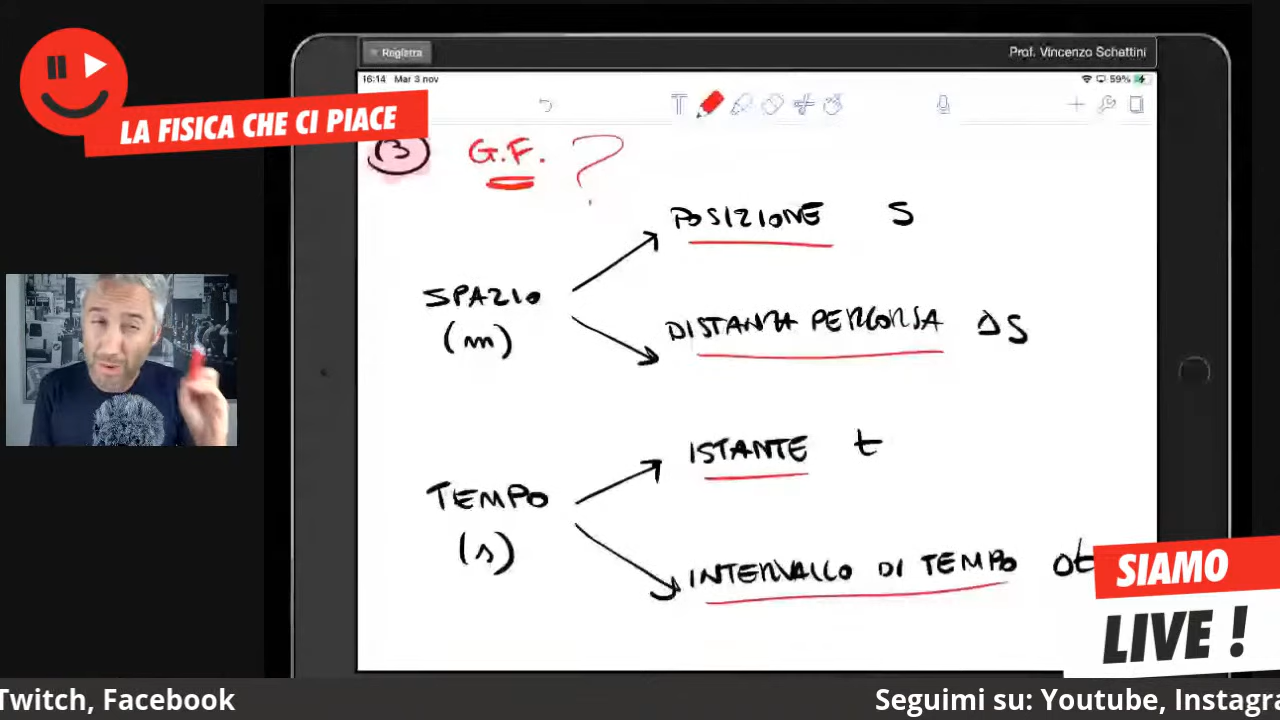 Registra
Prof. Vincenzo Schettini
16:14 Mar 3 nov
59%
LA FISICA CHE CI PIACE
3 G.F. ?
POSIZIONE S
SPAZIO
(m)
DISTANZA PERCORSA ΔS
ISTANTE t
TEMPO
(s)
INTERVALLO DI TEMPO Δt
SIAMO
LIVE !
Twitch, Facebook
Seguimi su: Youtube, Instagra